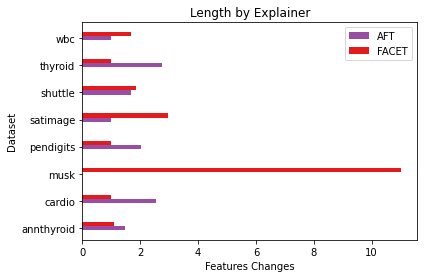 Length by Explainer
AFT
FACET
wbc
thyroid
shuttle
satimage
pendigits
musk
cardio
annthyroid
Dataset
0 2 4 6 8 10
Features Changes